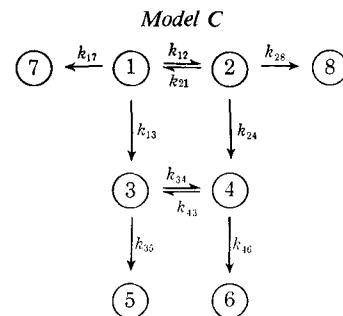 Model C
7 k₁₇ 1 k₁₂ 2 k₂₈ 8
k₂₁
k₁₃ k₂₄
3 k₃₄ 4
k₄₃
k₃₅ k₄₆
5 6